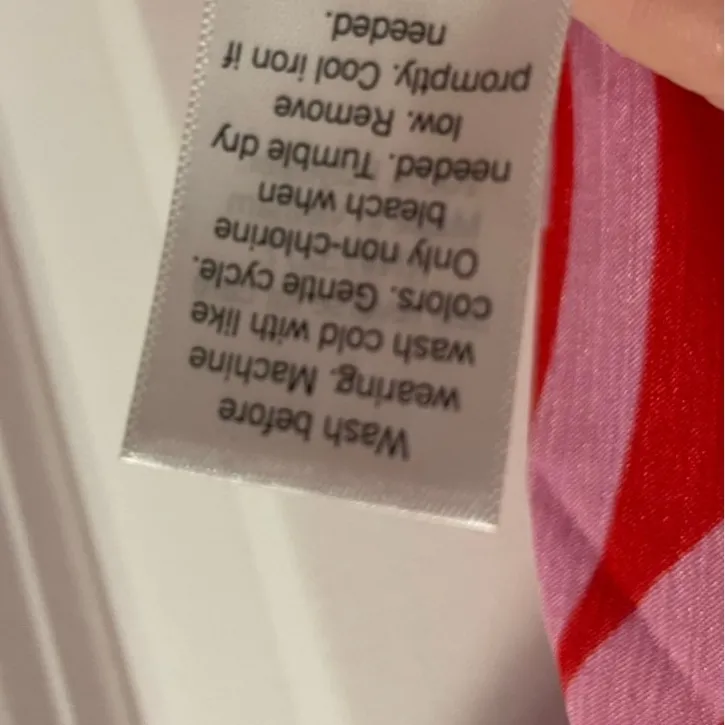 Wash before
wearing. Machine
wash cold with like
colors. Gentle cycle.
Only non-chlorine
bleach when
needed. Tumble dry
low. Remove
promptly. Cool iron if
needed.